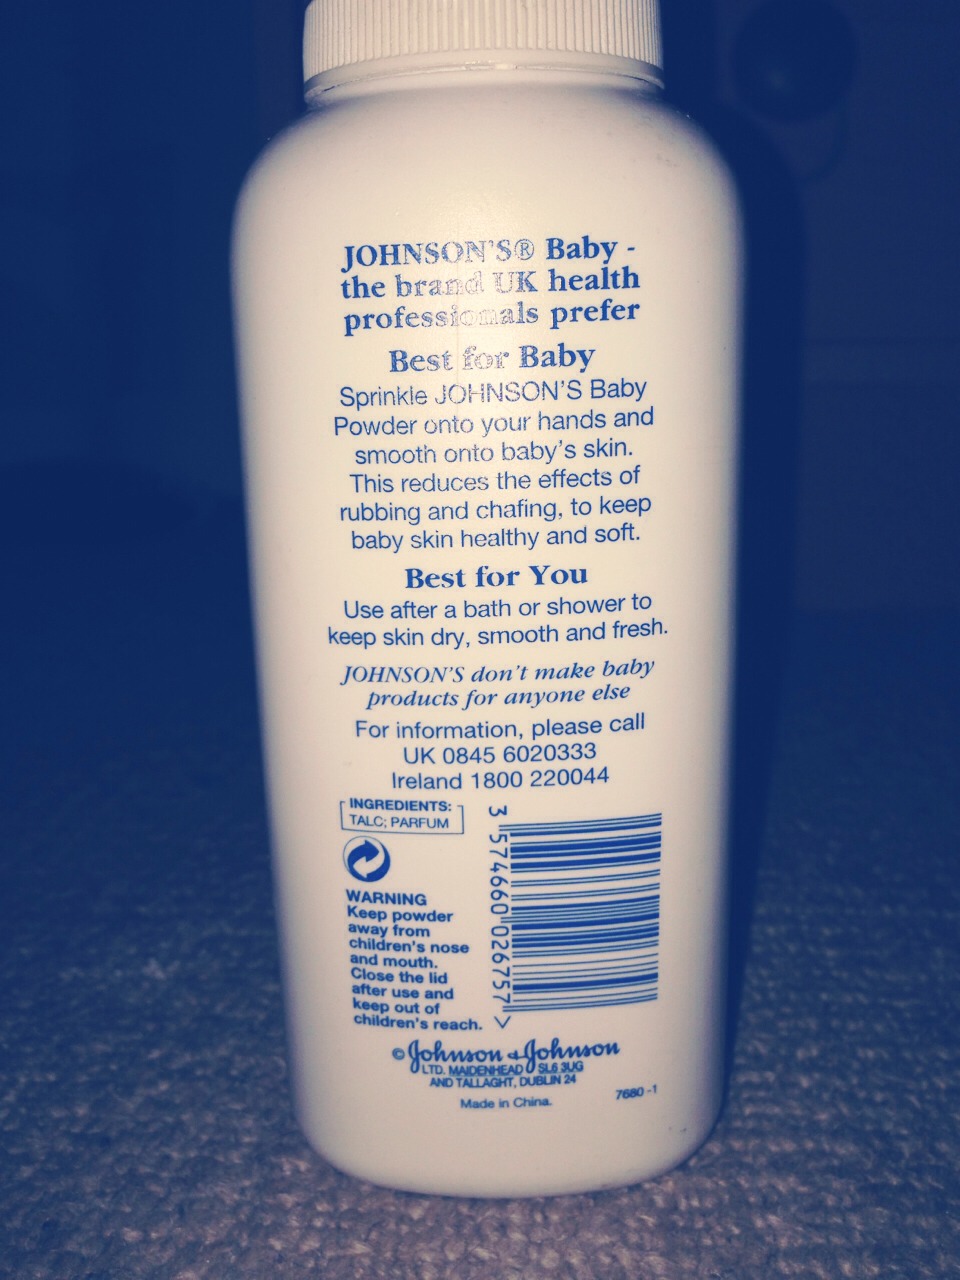 JOHNSON'S® Baby -
the brand UK health
professionals prefer
Best for Baby
Sprinkle JOHNSON'S Baby
Powder onto your hands and
smooth onto baby's skin.
This reduces the effects of
rubbing and chafing, to keep
baby skin healthy and soft.
Best for You
Use after a bath or shower to
keep skin dry, smooth and fresh.
JOHNSON'S don't make baby
products for anyone else
For information, please call
UK 0845 6020333
Ireland 1800 220044
INGREDIENTS:
TALC; PARFUM
WARNING
Keep powder
away from
children's nose
and mouth.
Close the lid
after use and
keep out of
children's reach.
3 574660 026757 >
© Johnson & Johnson
LTD. MAIDENHEAD SL6 3UG
AND TALLAGHT, DUBLIN 24
Made in China.
7680 -1